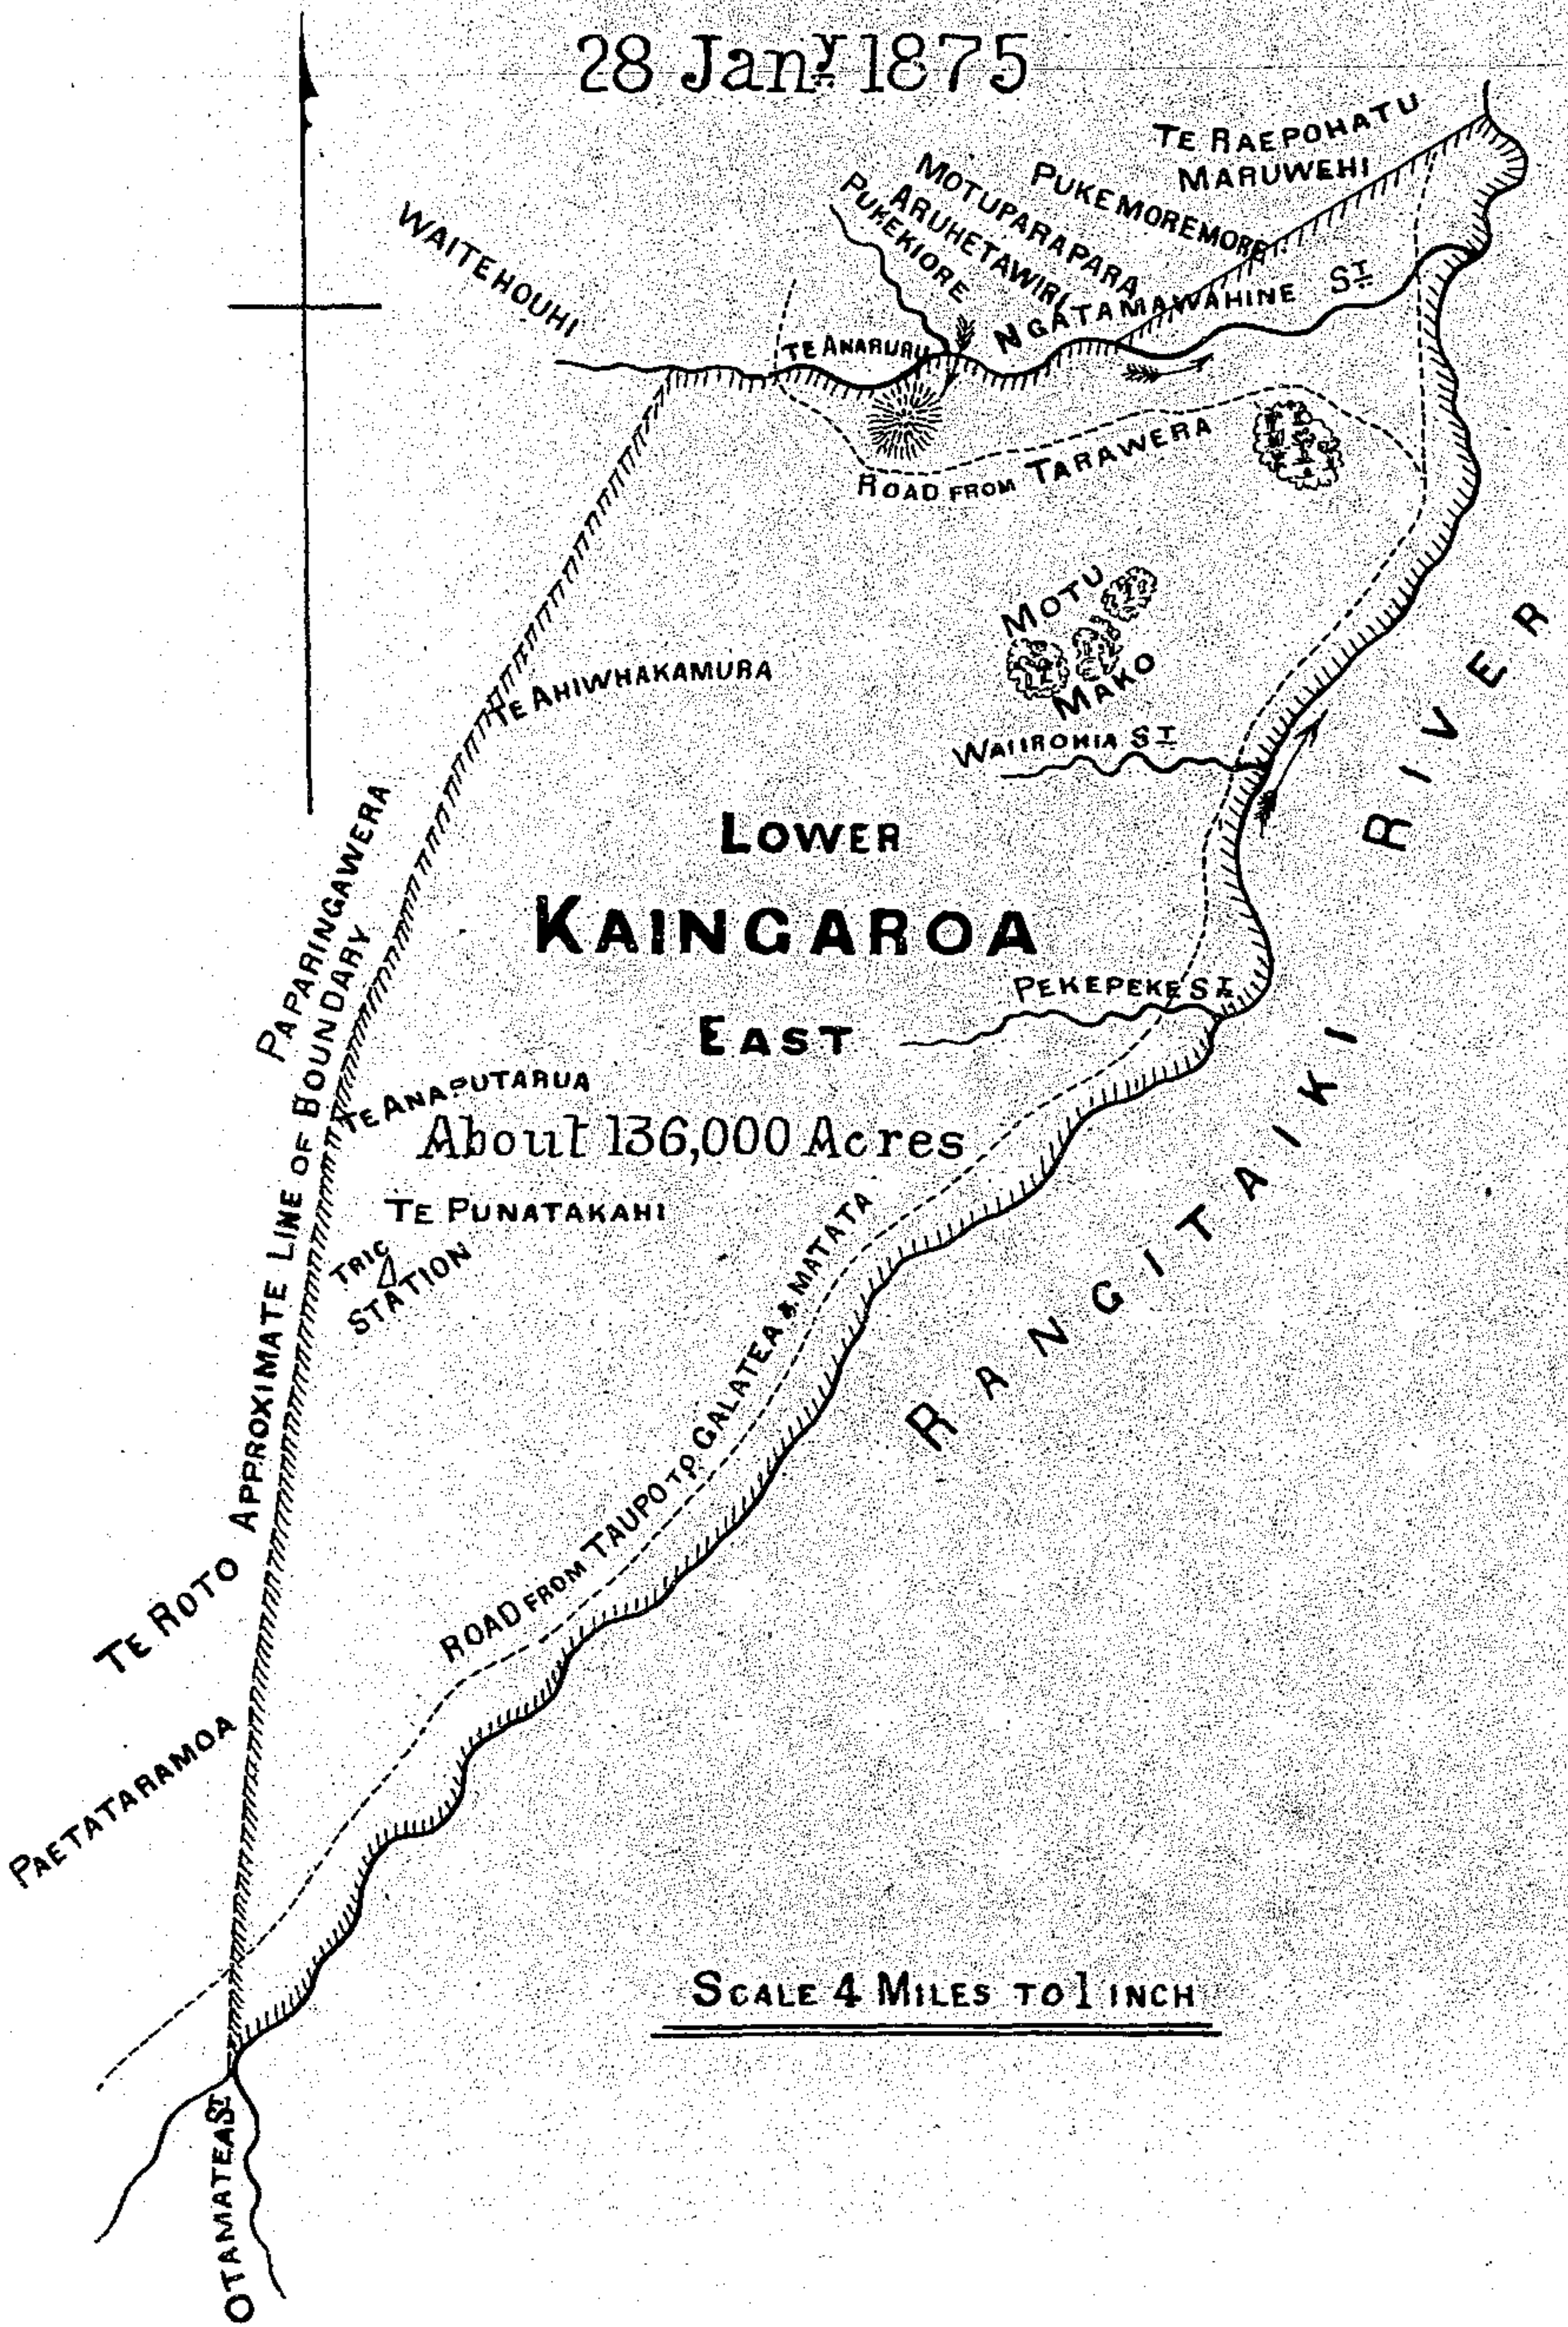 28 Jany. 1875
TE RAEPOHATU
MARUWEHI
PUKEMOREMORE
MOTUPARAPARA
ARUHETAWIRI
PUKEKIORE
WAITEHOUHI
NGATAMAWAHINE ST
TE ANARURU
ROAD FROM TARAWERA
MOTU
MAKO
TE AHIWHAKAMURA
WAIIROHIA ST
RIVER
LOWER
KAINGAROA
EAST
PAPARINGAWERA
APPROXIMATE LINE OF BOUNDARY
PEKEPEKE ST
TE ANAPUTARUA
About 136,000 Acres
TE PUNATAKAHI
TRIG
STATION
RANGITAIKI
ROAD FROM TAUPO TO GALATEA & MATATA
TE ROTO
PAETATARAMOA
SCALE 4 MILES TO 1 INCH
OTAMATEA ST